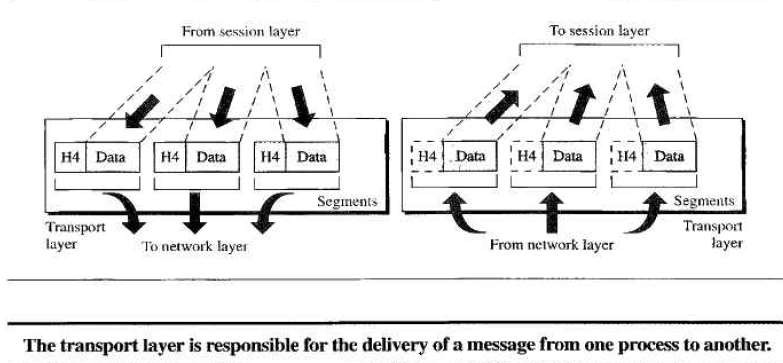 From session layer
To session layer
H4 Data H4 Data H4 Data
H4 Data H4 Data H4 Data
Segments
Segments
Transport
layer
To network layer
From network layer
Transport
layer
The transport layer is responsible for the delivery of a message from one process to another.